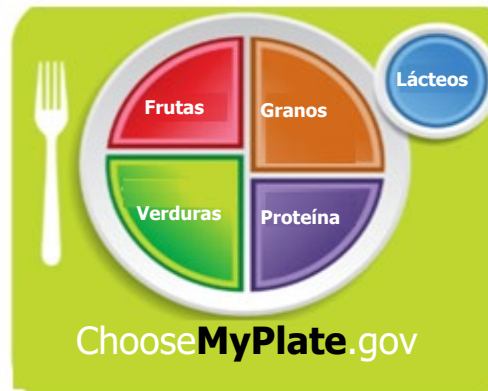 Frutas
Granos
Lácteos
Verduras
Proteína
ChooseMyPlate.gov